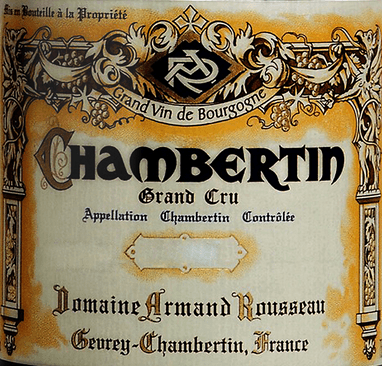 Mis en Bouteille à la Propriété
Grand Vin de Bourgogne
CHAMBERTIN
Grand Cru
Appellation Chambertin Contrôlée
Domaine Armand Rousseau
Gevrey-Chambertin, France